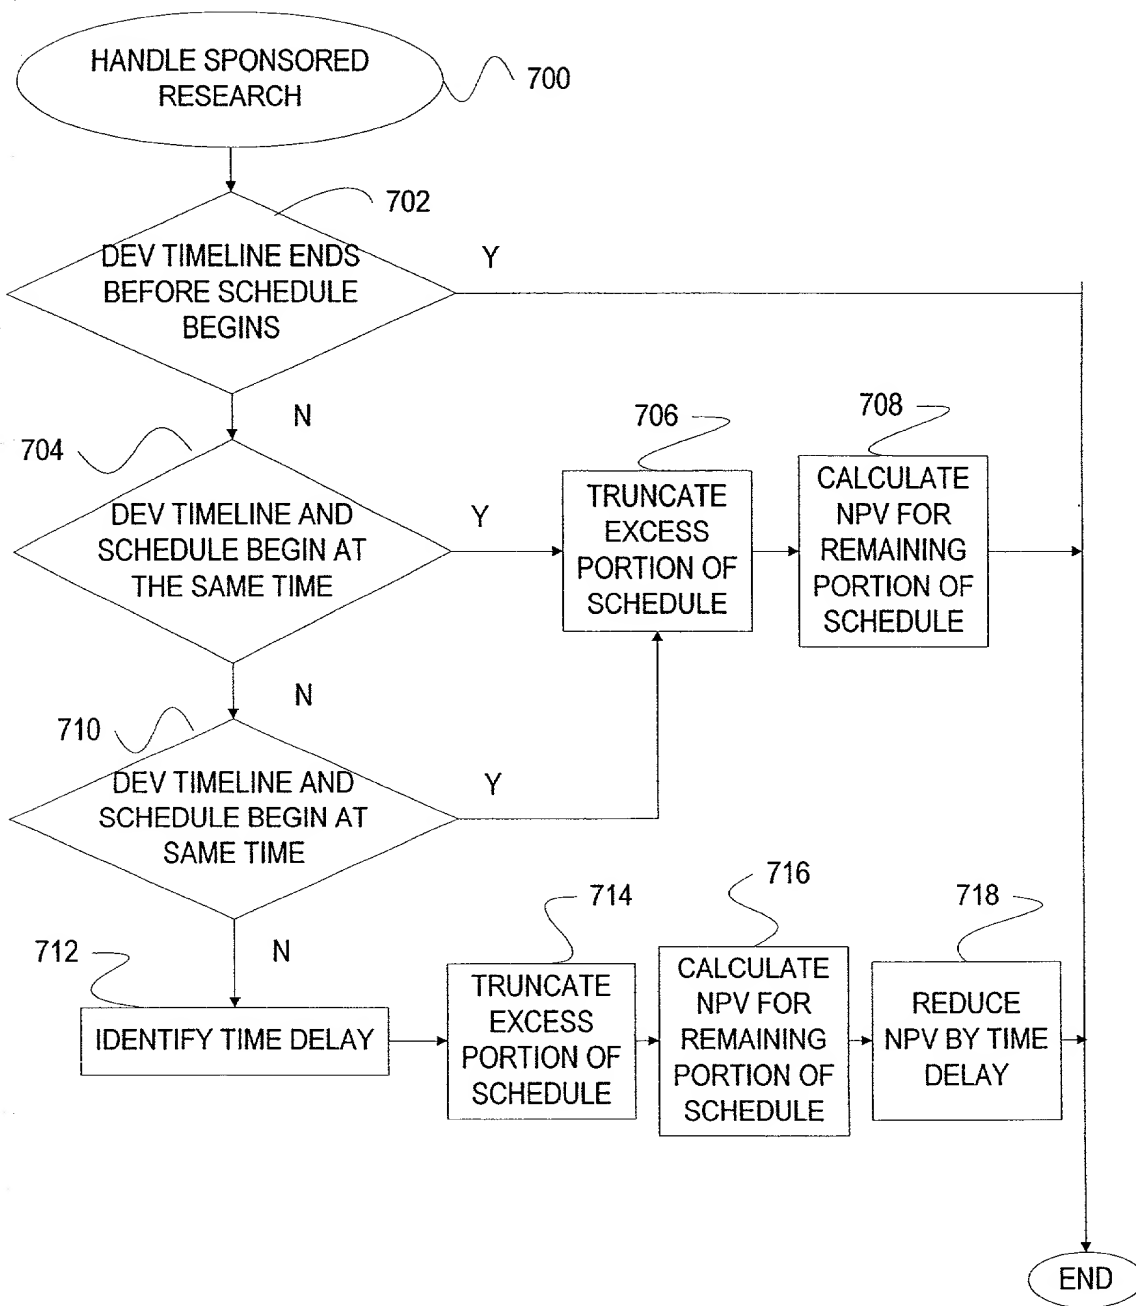 HANDLE SPONSORED
RESEARCH
700
702
DEV TIMELINE ENDS
BEFORE SCHEDULE
BEGINS
Y
N
704
DEV TIMELINE AND
SCHEDULE BEGIN AT
THE SAME TIME
Y
706
TRUNCATE
EXCESS
PORTION OF
SCHEDULE
708
CALCULATE
NPV FOR
REMAINING
PORTION OF
SCHEDULE
N
710
DEV TIMELINE AND
SCHEDULE BEGIN AT
SAME TIME
Y
N
712
IDENTIFY TIME DELAY
714
TRUNCATE
EXCESS
PORTION OF
SCHEDULE
716
CALCULATE
NPV FOR
REMAINING
PORTION OF
SCHEDULE
718
REDUCE
NPV BY TIME
DELAY
END